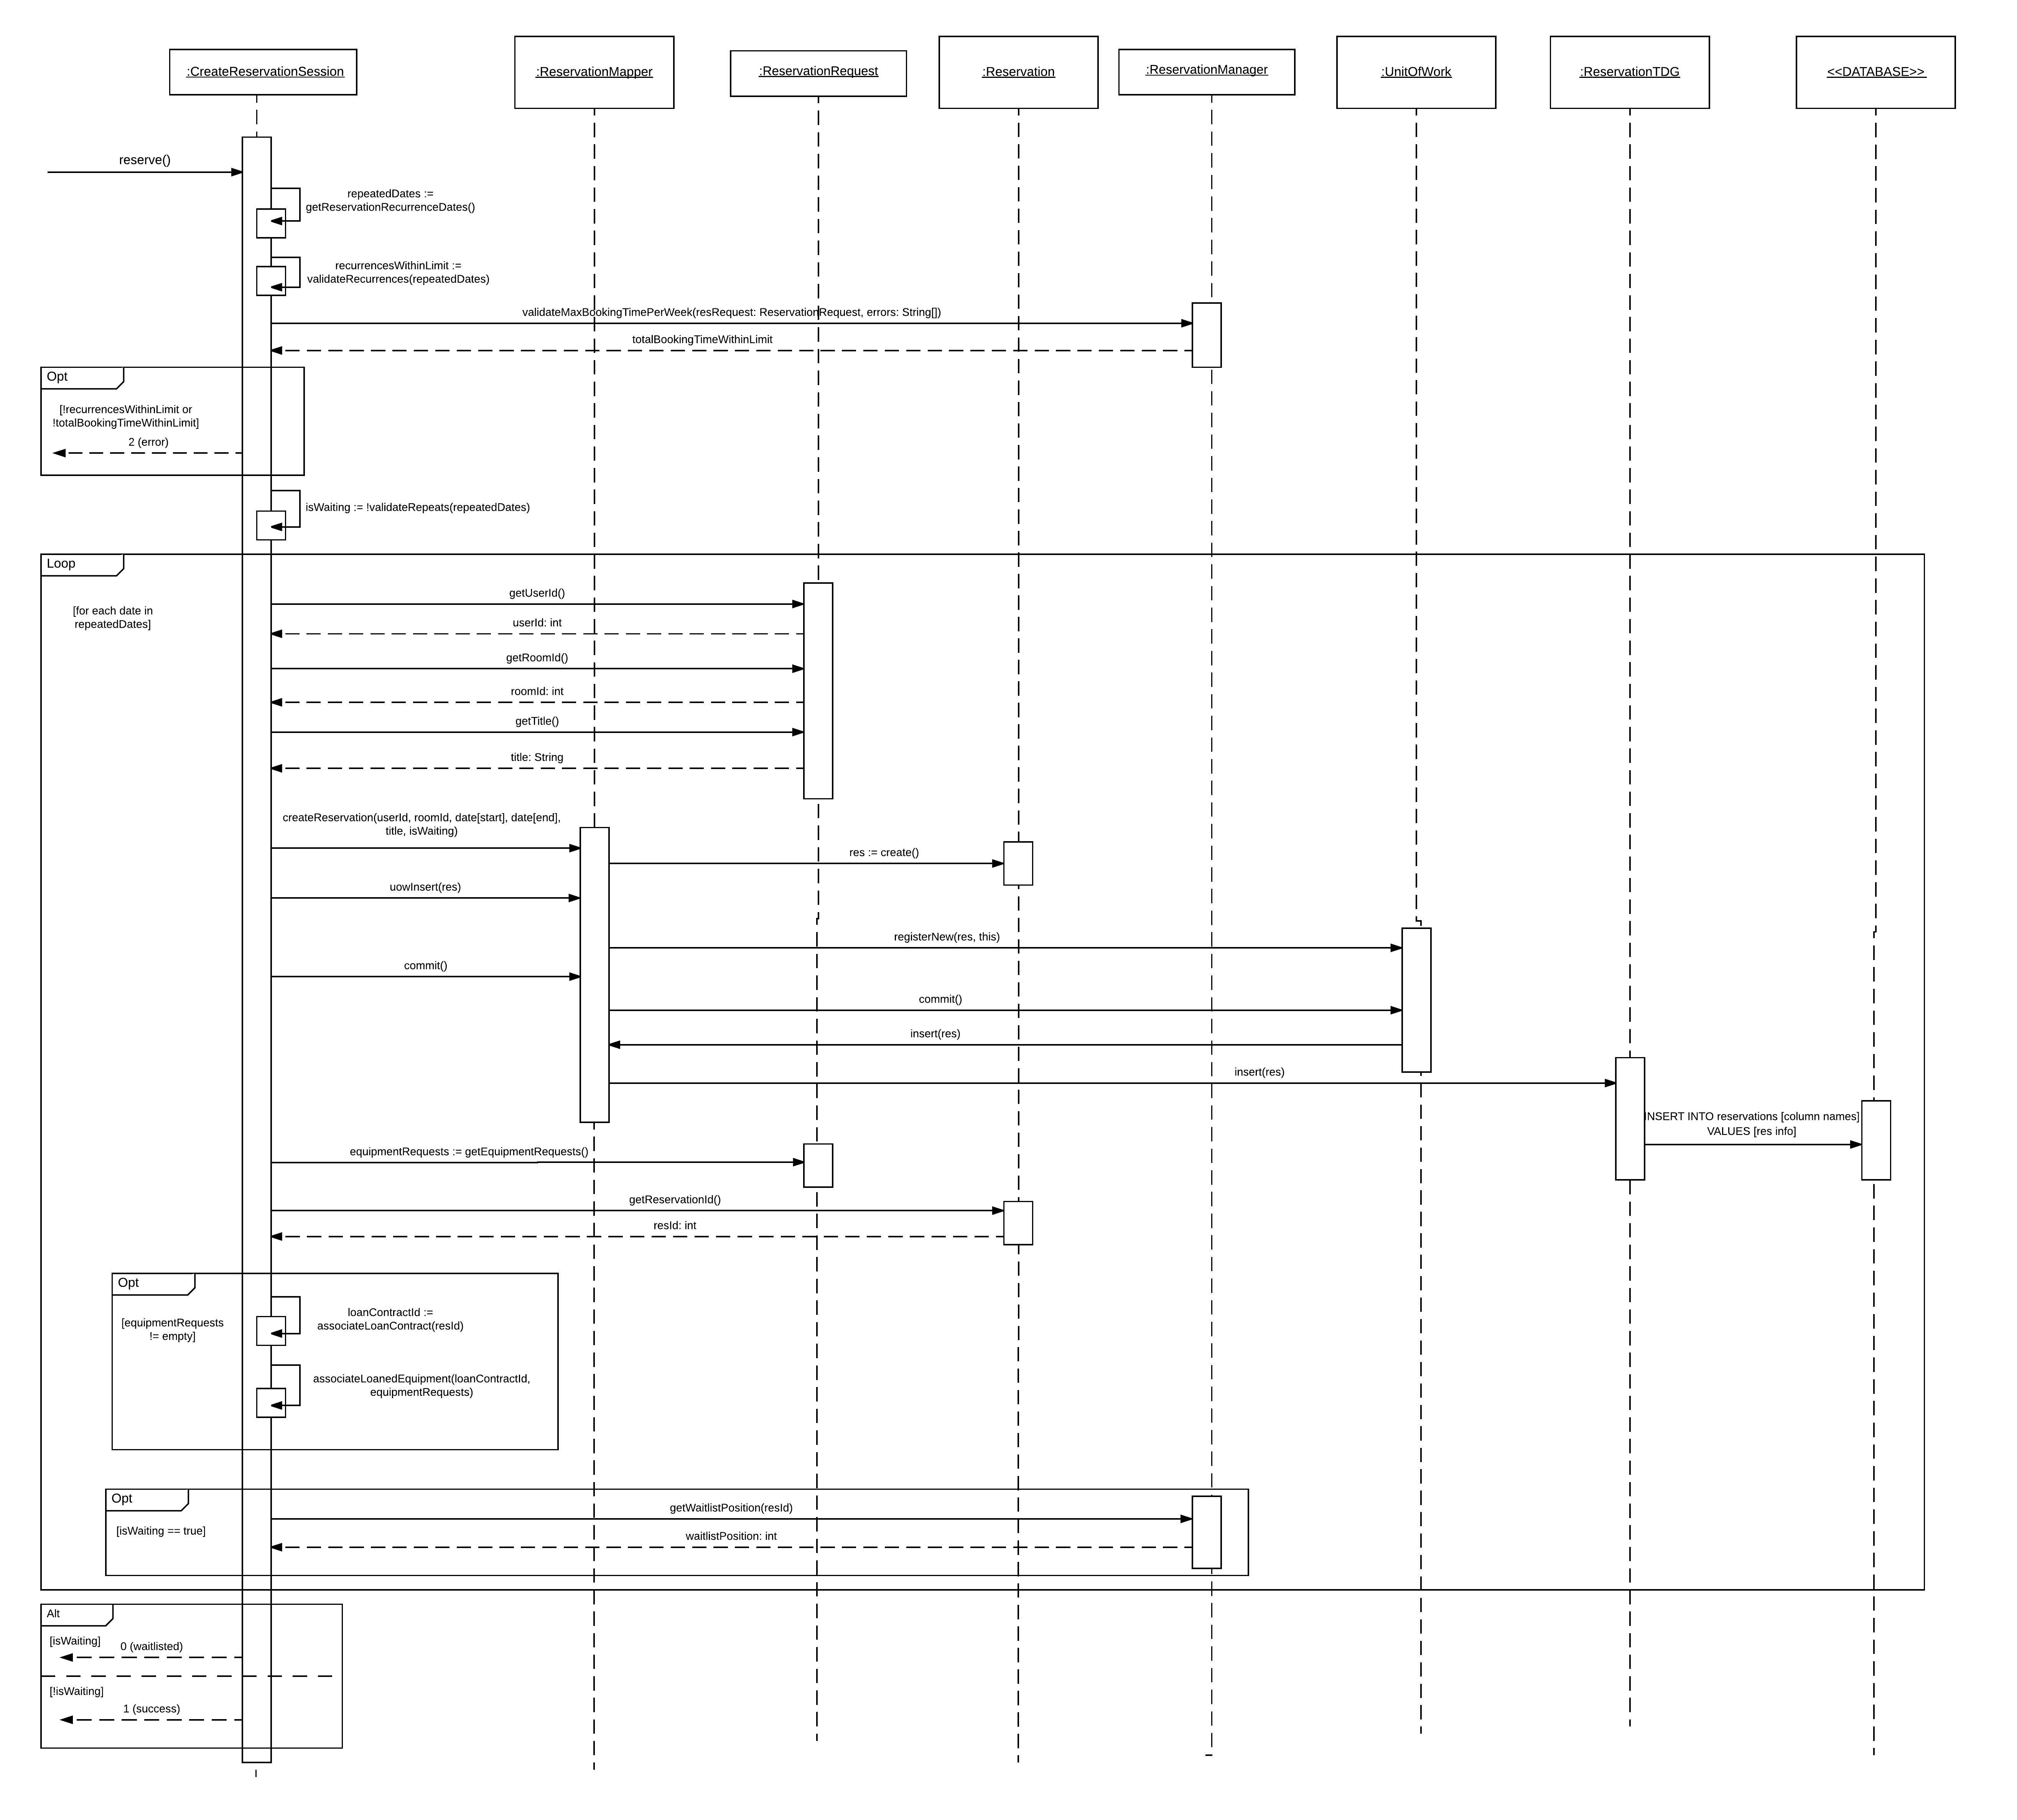 :CreateReservationSession
:ReservationMapper
:ReservationRequest
:Reservation
:ReservationManager
:UnitOfWork
:ReservationTDG
<<DATABASE>>
reserve()
repeatedDates :=
getReservationRecurrenceDates()
recurrencesWithinLimit :=
validateRecurrences(repeatedDates)
validateMaxBookingTimePerWeek(resRequest: ReservationRequest, errors: String[])
totalBookingTimeWithinLimit
Opt
[!recurrencesWithinLimit or
!totalBookingTimeWithinLimit]
2 (error)
isWaiting := !validateRepeats(repeatedDates)
Loop
[for each date in
repeatedDates]
getUserId()
userId: int
getRoomId()
roomId: int
getTitle()
title: String
createReservation(userId, roomId, date[start], date[end],
title, isWaiting)
res := create()
uowInsert(res)
registerNew(res, this)
commit()
commit()
insert(res)
insert(res)
INSERT INTO reservations [column names]
VALUES [res info]
equipmentRequests := getEquipmentRequests()
getReservationId()
resId: int
Opt
[equipmentRequests
!= empty]
loanContractId :=
associateLoanContract(resId)
associateLoanedEquipment(loanContractId,
equipmentRequests)
Opt
[isWaiting == true]
getWaitlistPosition(resId)
waitlistPosition: int
Alt
[isWaiting]
0 (waitlisted)
[!isWaiting]
1 (success)